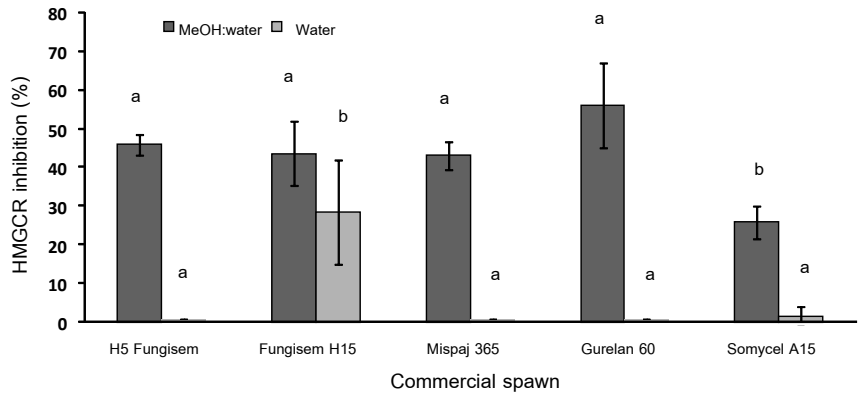 80
70
60
50
40
30
20
10
0
HMGCR inhibition (%)
MeOH:water Water
a
a
a
b
a
a
a
a
b
a
H5 Fungisem
Fungisem H15
Mispaj 365
Gurelan 60
Somycel A15
Commercial spawn